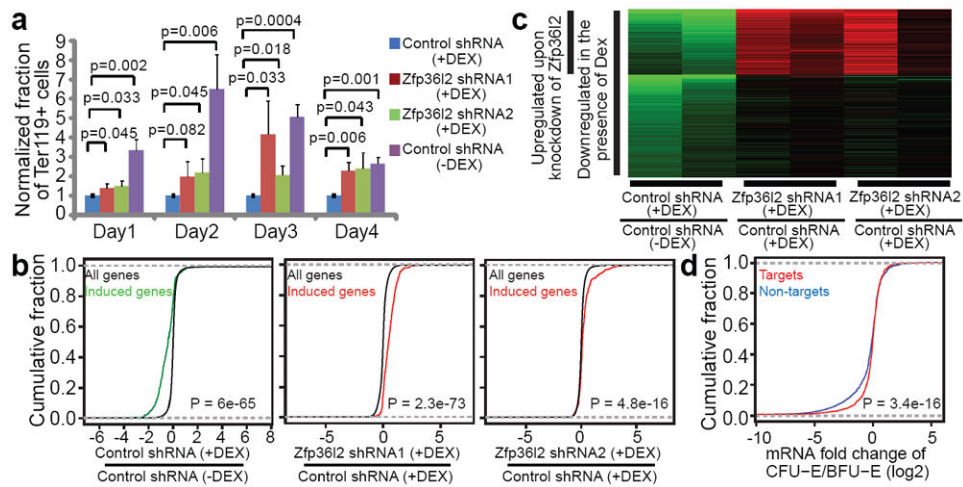 a
Normalized fraction
of Ter119+ cells
9
8
7
6
5
4
3
2
1
0
p=0.002
p=0.033
p=0.045
p=0.006
p=0.045
p=0.082
p=0.0004
p=0.018
p=0.033
p=0.001
p=0.043
p=0.006
Day1 Day2 Day3 Day4
Control shRNA
(+DEX)
Zfp36l2 shRNA1
(+DEX)
Zfp36l2 shRNA2
(+DEX)
Control shRNA
(-DEX)
c
Upregulated upon
knockdown of Zfp36l2
Downregulated in the
presence of Dex
Control shRNA
(+DEX)
Control shRNA
(-DEX)
Zfp36l2 shRNA1
(+DEX)
Control shRNA
(+DEX)
Zfp36l2 shRNA2
(+DEX)
Control shRNA
(+DEX)
b
Cumulative fraction
1.0
0.8
0.6
0.4
0.2
0.0
All genes
Induced genes
P = 6e-65
-6 -4 -2 0 2 4 6 8
Control shRNA (+DEX)
Control shRNA (-DEX)
All genes
Induced genes
P = 2.3e-73
-5 0 5
Zfp36l2 shRNA1 (+DEX)
Control shRNA (+DEX)
All genes
Induced genes
P = 4.8e-16
-5 0 5
Zfp36l2 shRNA2 (+DEX)
Control shRNA (+DEX)
d
Cumulative fraction
1.0
0.8
0.6
0.4
0.2
0.0
Targets
Non-targets
P = 3.4e-16
-10 -5 0 5
mRNA fold change of
CFU−E/BFU−E (log2)